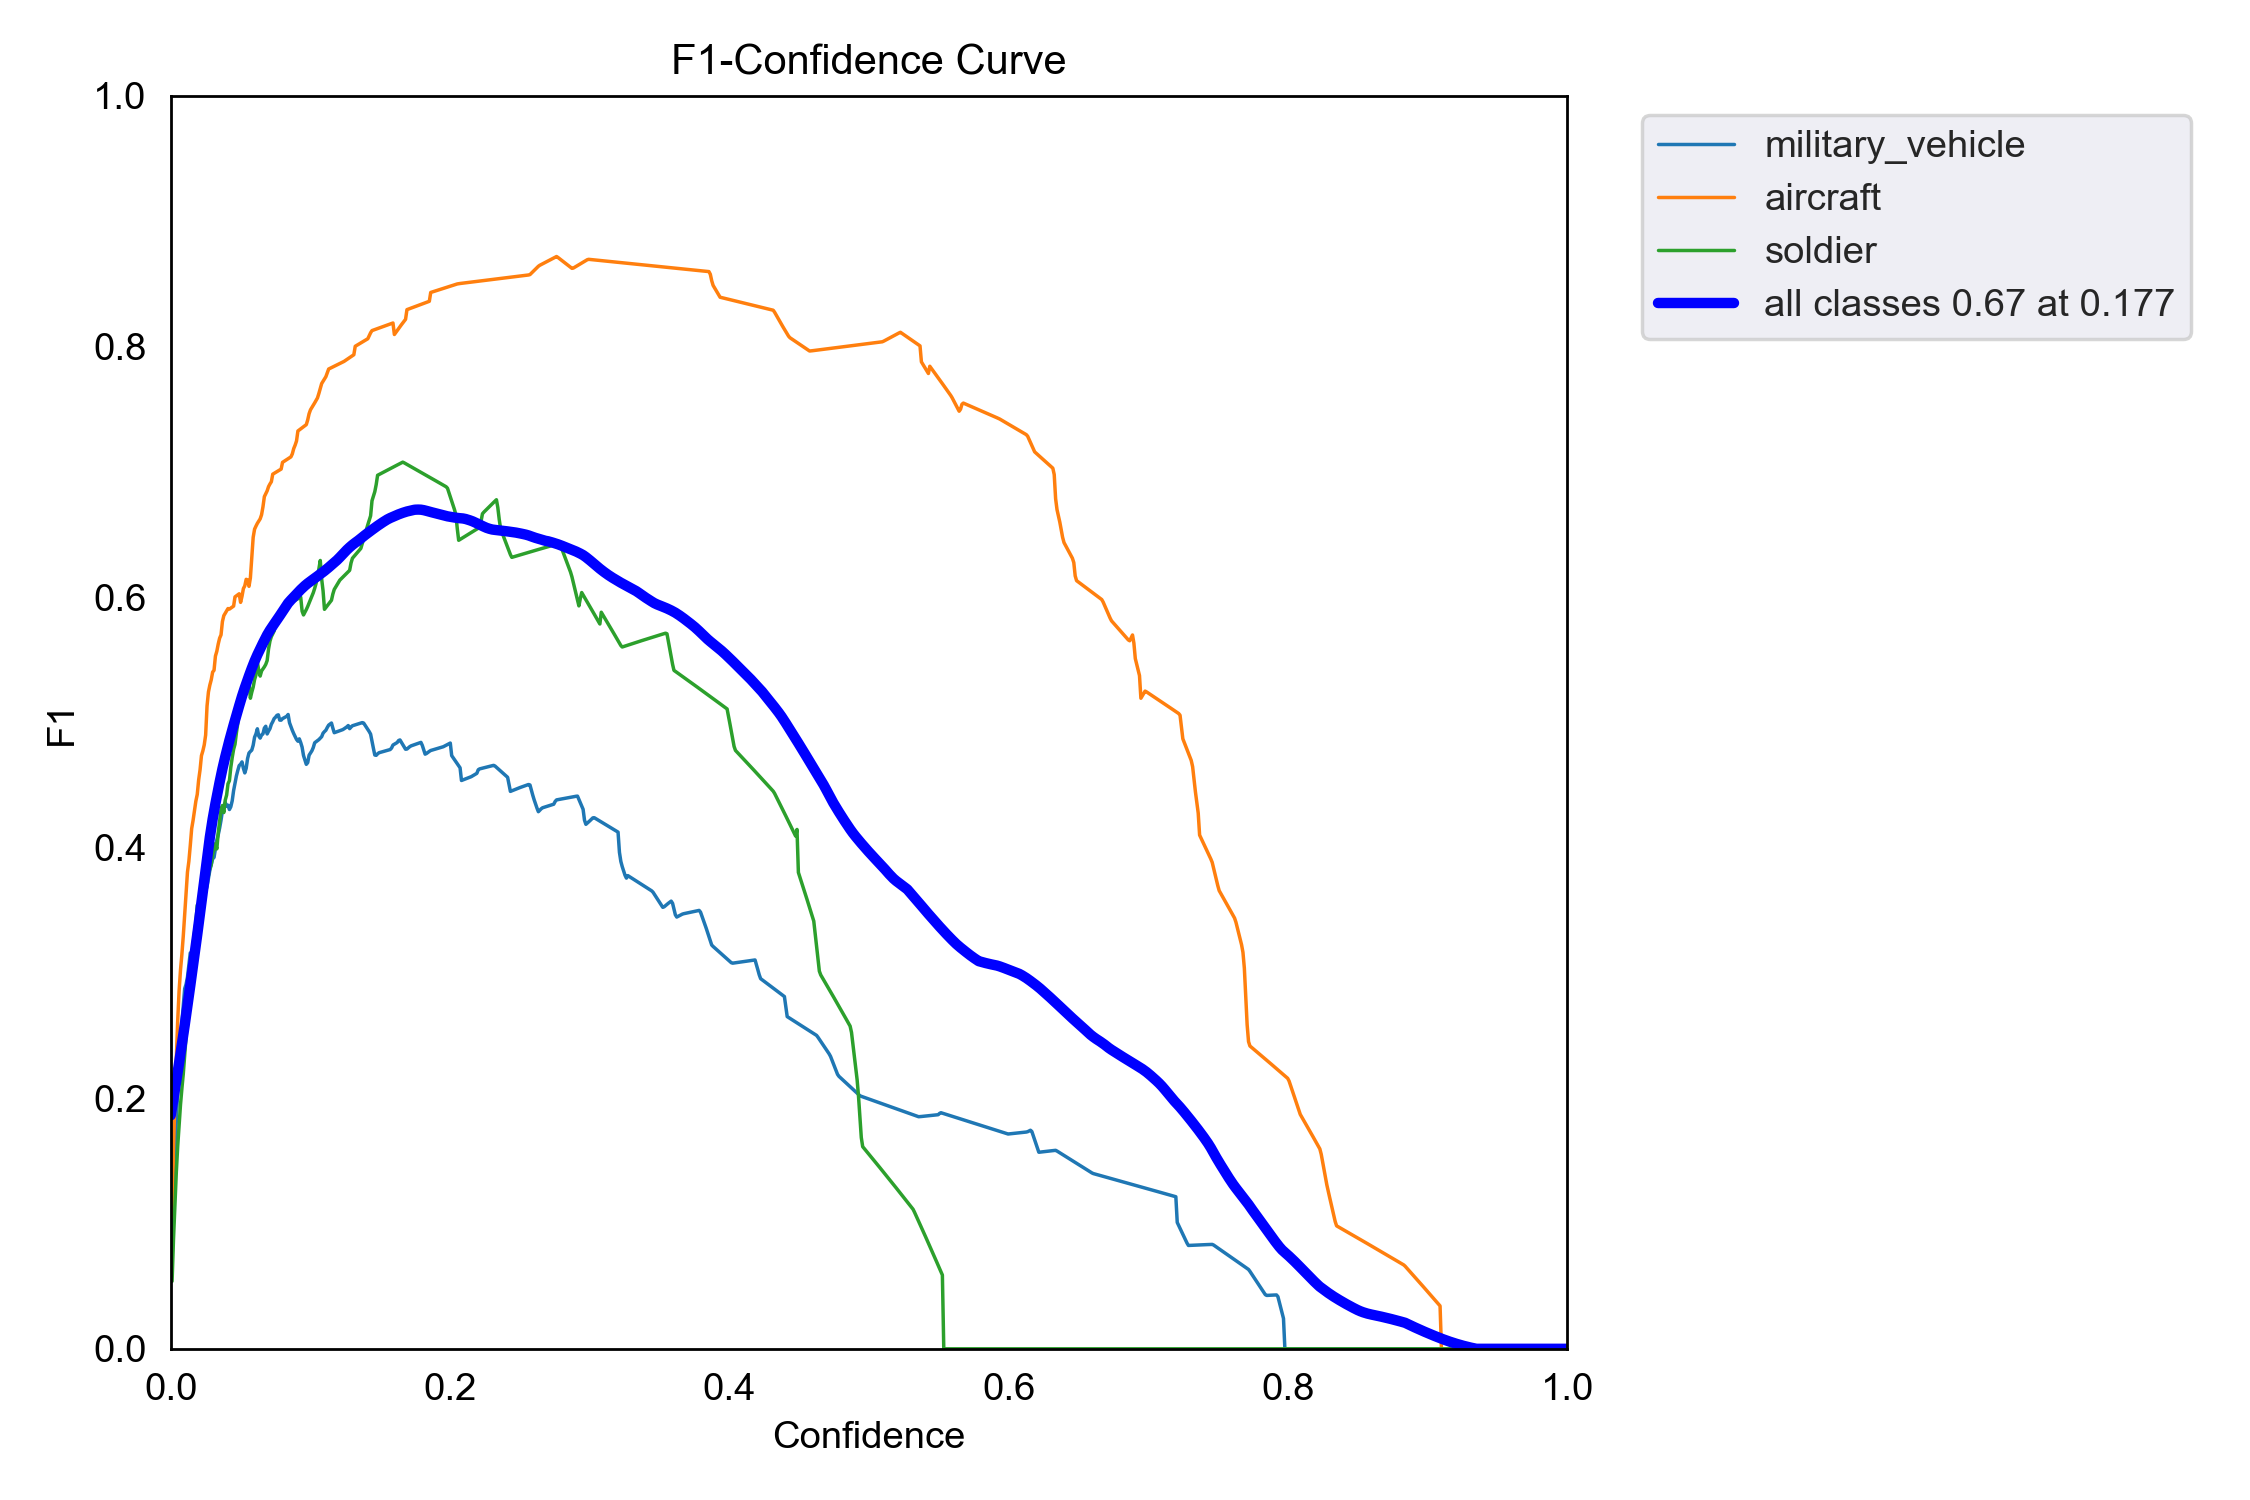 F1-Confidence Curve
1.0
0.8
0.6
0.4
0.2
0.0
F1
0.0 0.2 0.4 0.6 0.8 1.0
Confidence
military_vehicle
aircraft
soldier
all classes 0.67 at 0.177